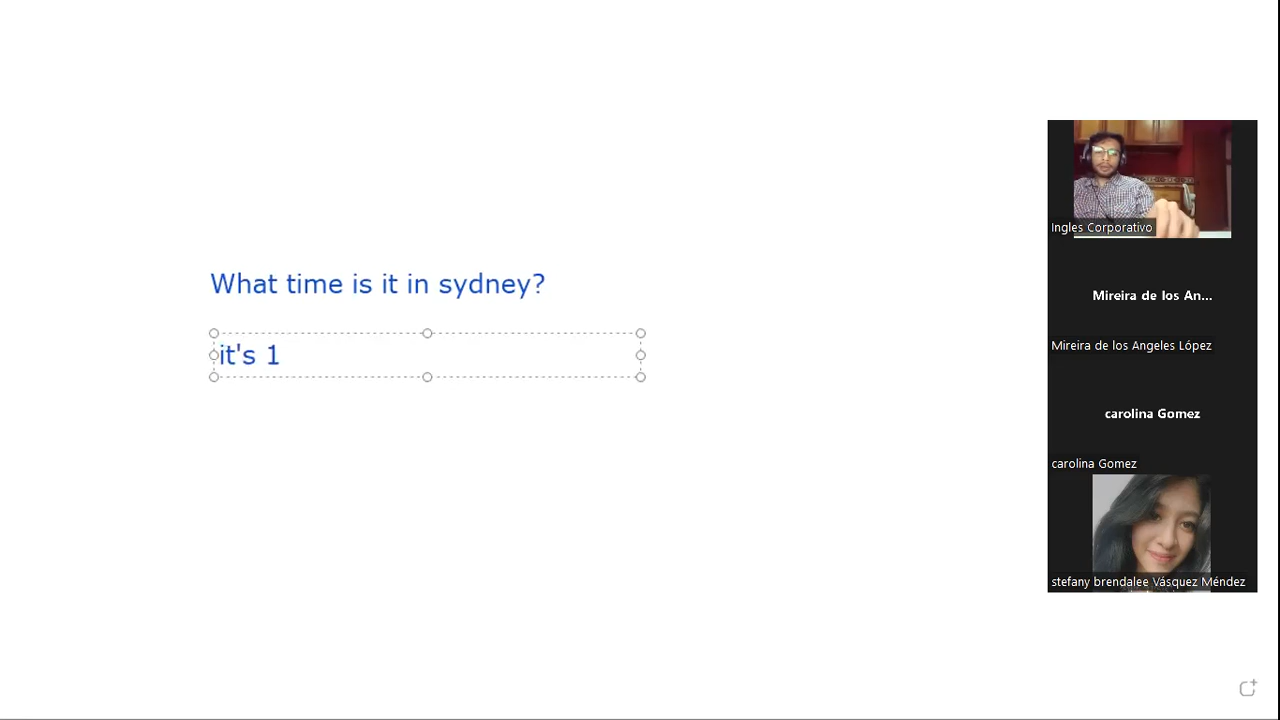 What time is it in sydney?
it's 1
Ingles Corporativo
Mireira de los An...
Mireira de los Angeles López
carolina Gomez
carolina Gomez
stefany brendalee Vásquez Méndez